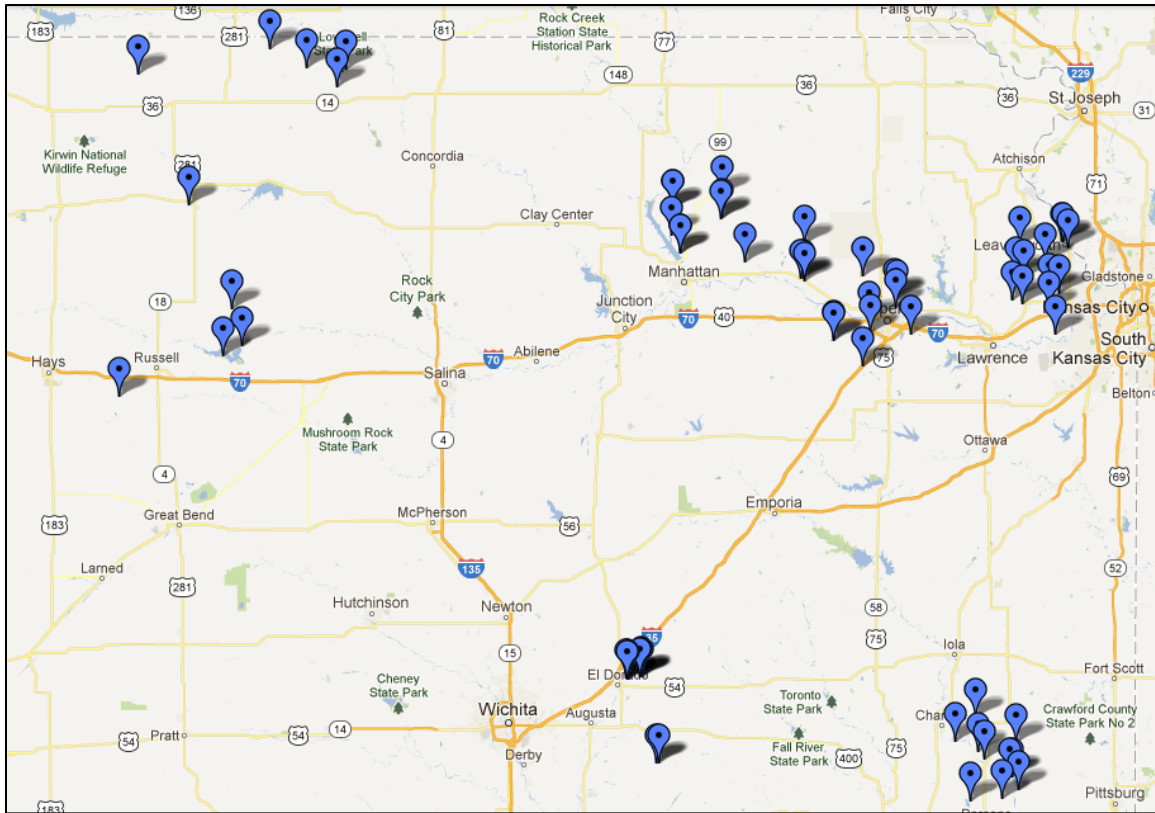 136
Falls City
183
281
Rock Creek
Station State
Historical Park
81
77
229
148
36
36
36
14
St Joseph
31
99
Kirwin National
Wildlife Refuge
Concordia
Atchison
281
71
Clay Center
Manhattan
Gladstone
Rock
City Park
18
Junction
City
70
40
70
Kansas City
South
Kansas City
Lawrence
75
Hays
Russell
70
Salina
70
Abilene
Belton
Mushroom Rock
State Park
4
4
Ottawa
69
183
Great Bend
McPherson
56
Emporia
Larned
281
135
52
Hutchinson
Newton
58
75
15
35
Iola
El Dorado
54
Fort Scott
Cheney
State Park
Toronto
State Park
Crawford County
State Park No 2
Wichita
Augusta
54
Pratt
54
14
Derby
Fall River
State Park
75
400
Pittsburg
183